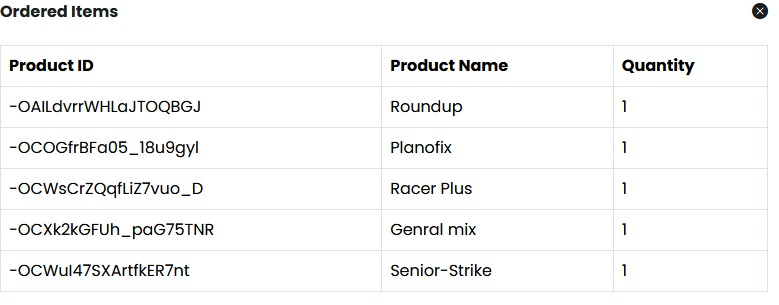 Ordered Items
Product ID Product Name Quantity
-OAILdvrrWHLaJTOQBGJ Roundup 1
-OCOGfrBFa05_18u9gyl Planofix 1
-OCWsCrZQqfLiZ7vuo_D Racer Plus 1
-OCXk2kGFUh_paG75TNR Genral mix 1
-OCWul47SXArtfkER7nt Senior-Strike 1